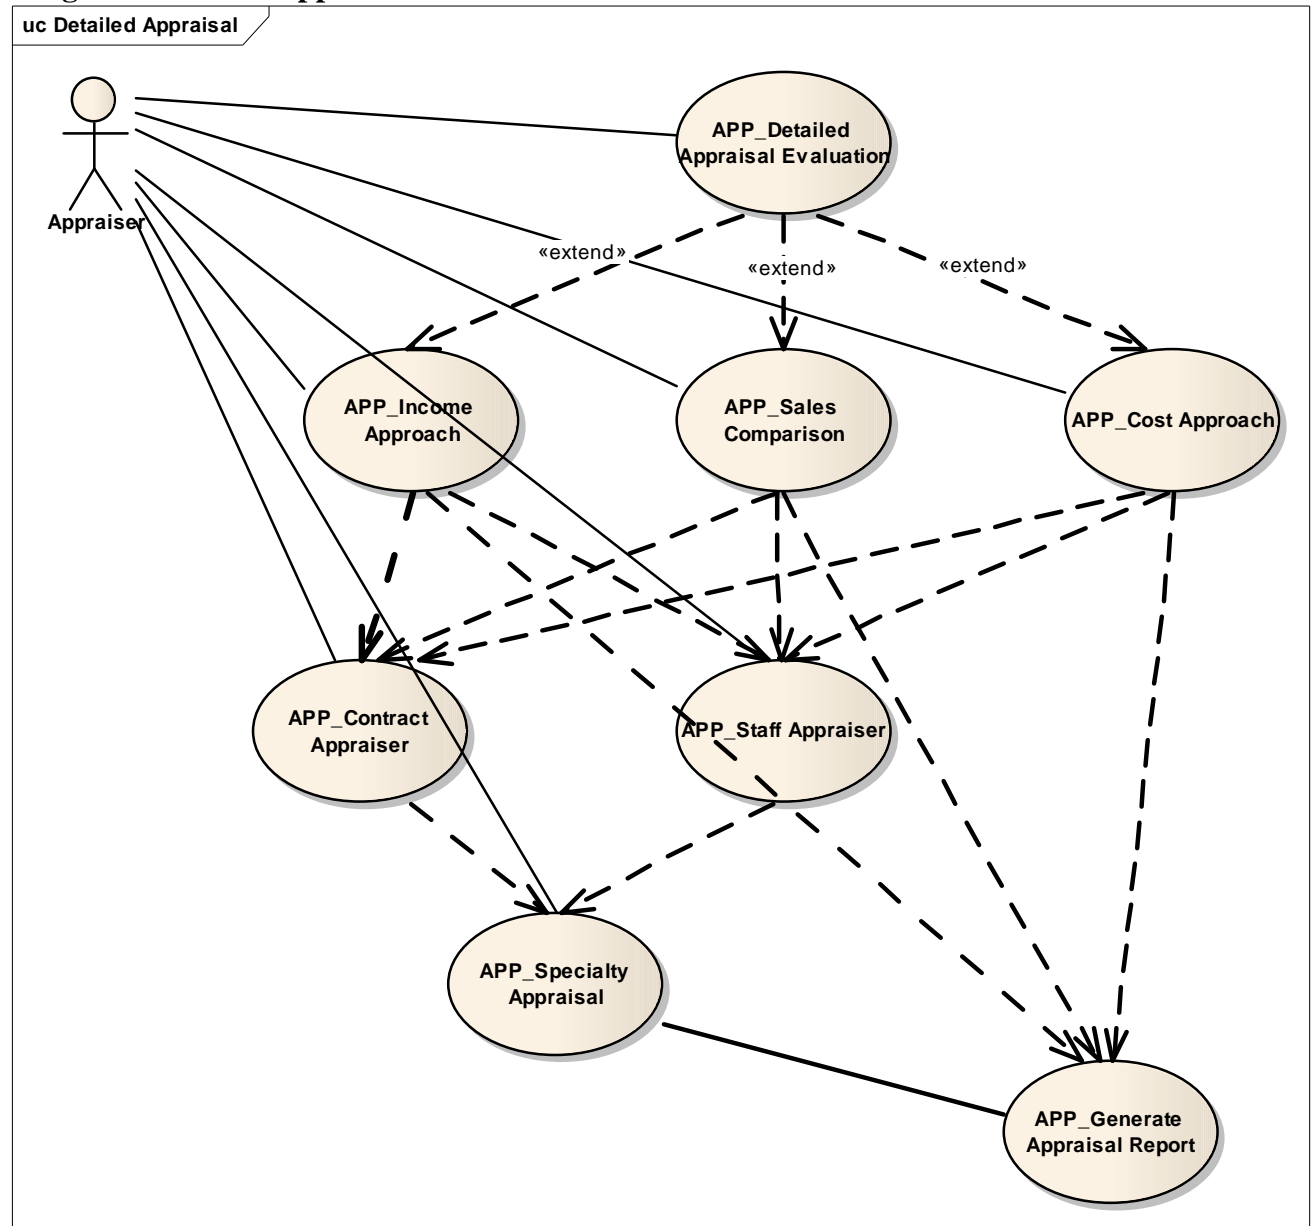 uc Detailed Appraisal
APP_Detailed
Appraisal Evaluation
Appraiser
«extend»
«extend»
«extend»
APP_Income
Approach
APP_Sales
Comparison
APP_Cost Approach
APP_Contract
Appraiser
APP_Staff Appraiser
APP_Specialty
Appraisal
APP_Generate
Appraisal Report